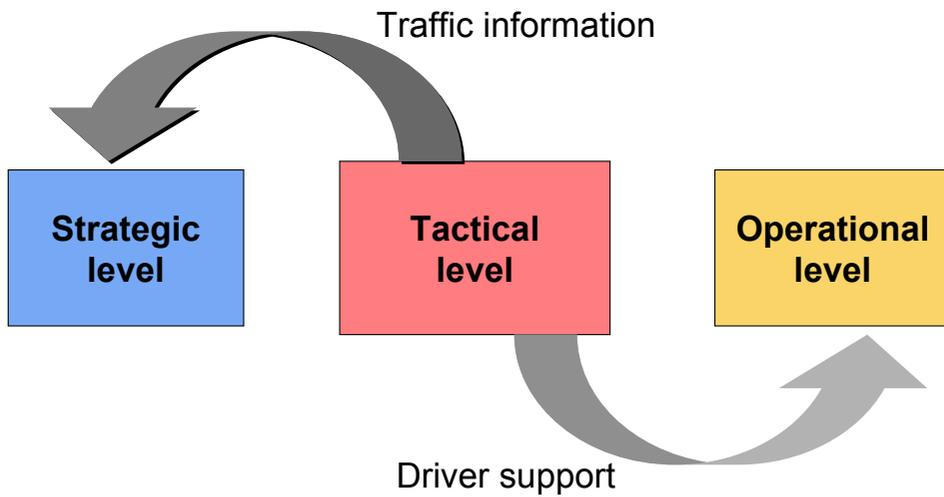 Traffic information
Strategic
level
Tactical
level
Operational
level
Driver support